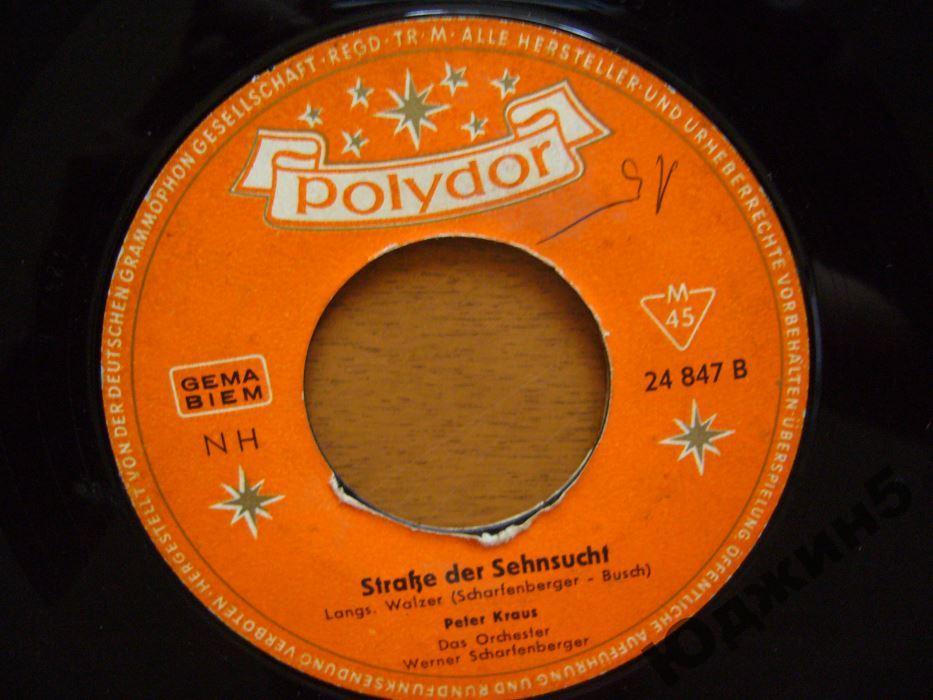 HERGESTELLT VON DER DEUTSCHEN GRAMMOPHON GESELLSCHAFT · REGD · TR · M · ALLE HERSTELLER- UND URHEBERRECHTE VORBEHALTEN · ÜBERSPIELUNG ÖFFENTLICHE AUFFÜHRUNG UND RUNDFUNKSENDUNG VERBOTEN ·
polydor
M
45
24 847 B
GEMA
BIEM
NH
Straße der Sehnsucht
Langs. Walzer (Scharfenberger - Busch)
Peter Kraus
Das Orchester
Werner Scharfenberger
Юджин5